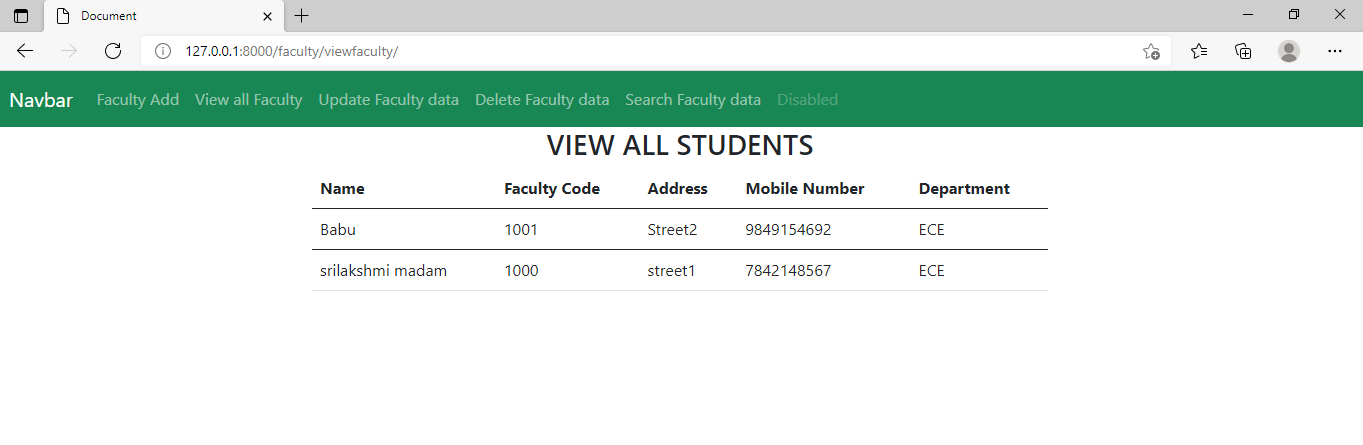 Document
127.0.0.1:8000/faculty/viewfaculty/
Navbar Faculty Add View all Faculty Update Faculty data Delete Faculty data Search Faculty data Disabled
VIEW ALL STUDENTS
Name Faculty Code Address Mobile Number Department
Babu 1001 Street2 9849154692 ECE
srilakshmi madam 1000 street1 7842148567 ECE